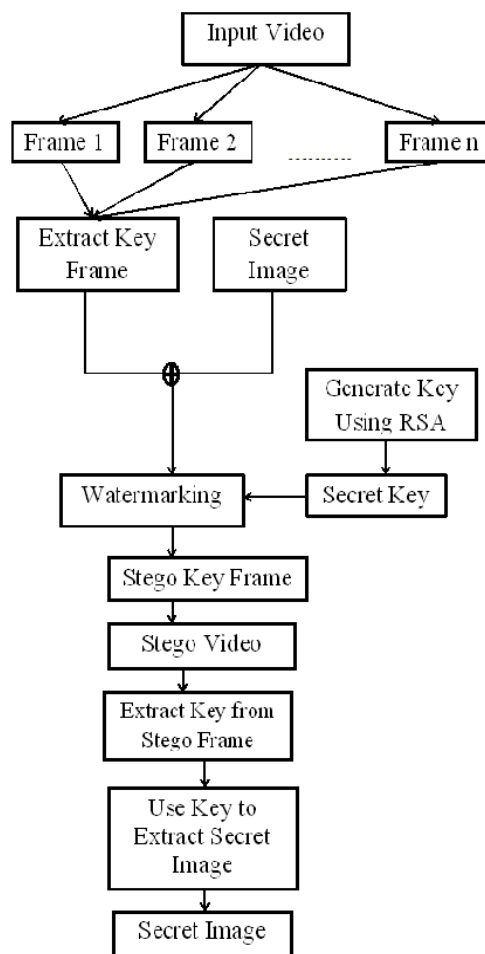 Input Video
Frame 1
Frame 2
Frame n
Extract Key
Frame
Secret
Image
Generate Key
Using RSA
Watermarking
Secret Key
Stego Key Frame
Stego Video
Extract Key from
Stego Frame
Use Key to
Extract Secret
Image
Secret Image